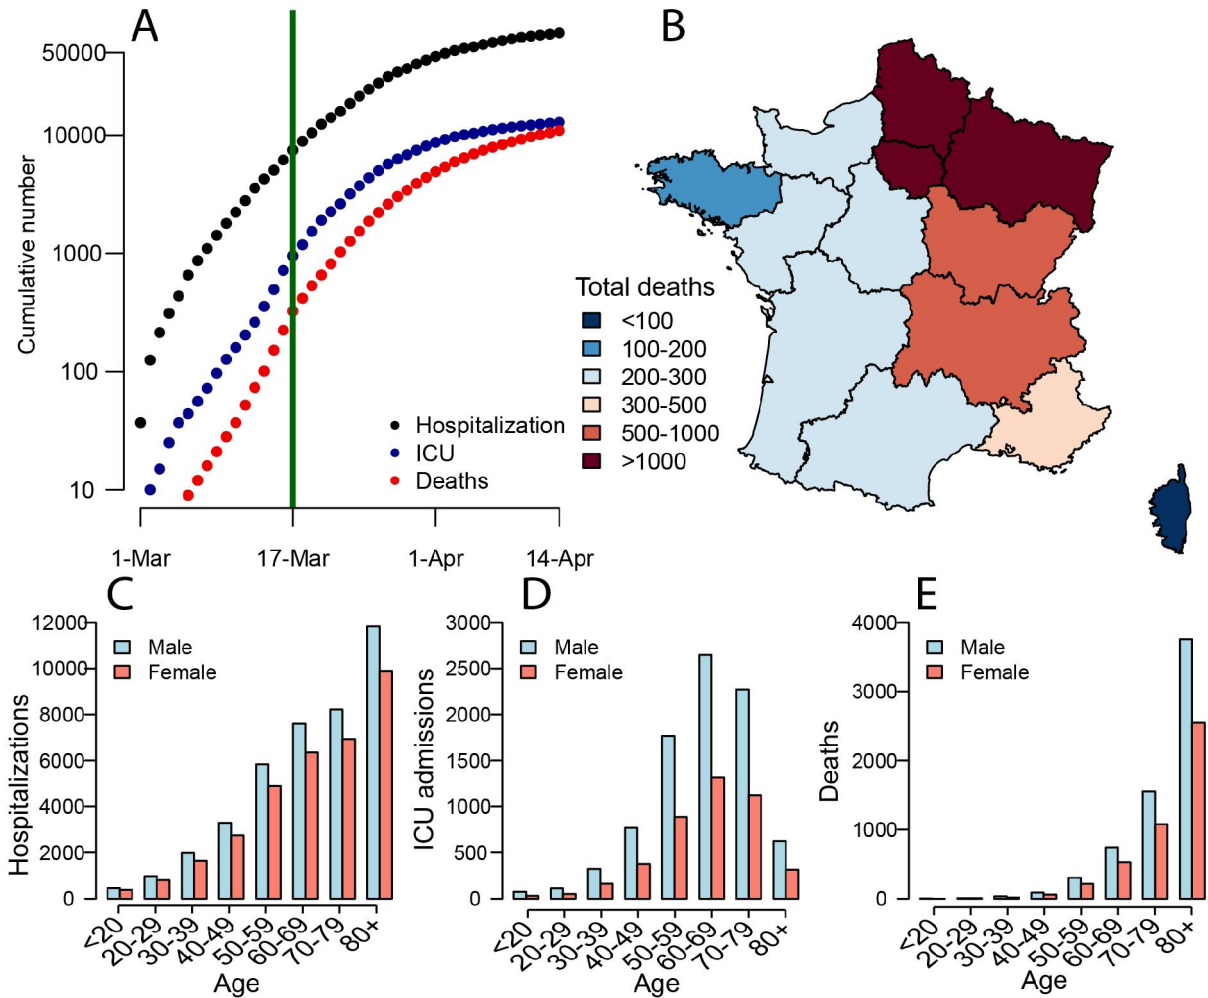 A
B
50000
10000
1000
100
10
Cumulative number
Hospitalization
ICU
Deaths
1-Mar
17-Mar
1-Apr
14-Apr
Total deaths
<100
100-200
200-300
300-500
500-1000
>1000
C
12000
10000
8000
6000
4000
2000
0
Hospitalizations
Male
Female
<20
20-29
30-39
40-49
50-59
60-69
70-79
80+
Age
D
3000
2500
2000
1500
1000
500
0
ICU admissions
Male
Female
<20
20-29
30-39
40-49
50-59
60-69
70-79
80+
Age
E
4000
3000
2000
1000
0
Deaths
Male
Female
<20
20-29
30-39
40-49
50-59
60-69
70-79
80+
Age